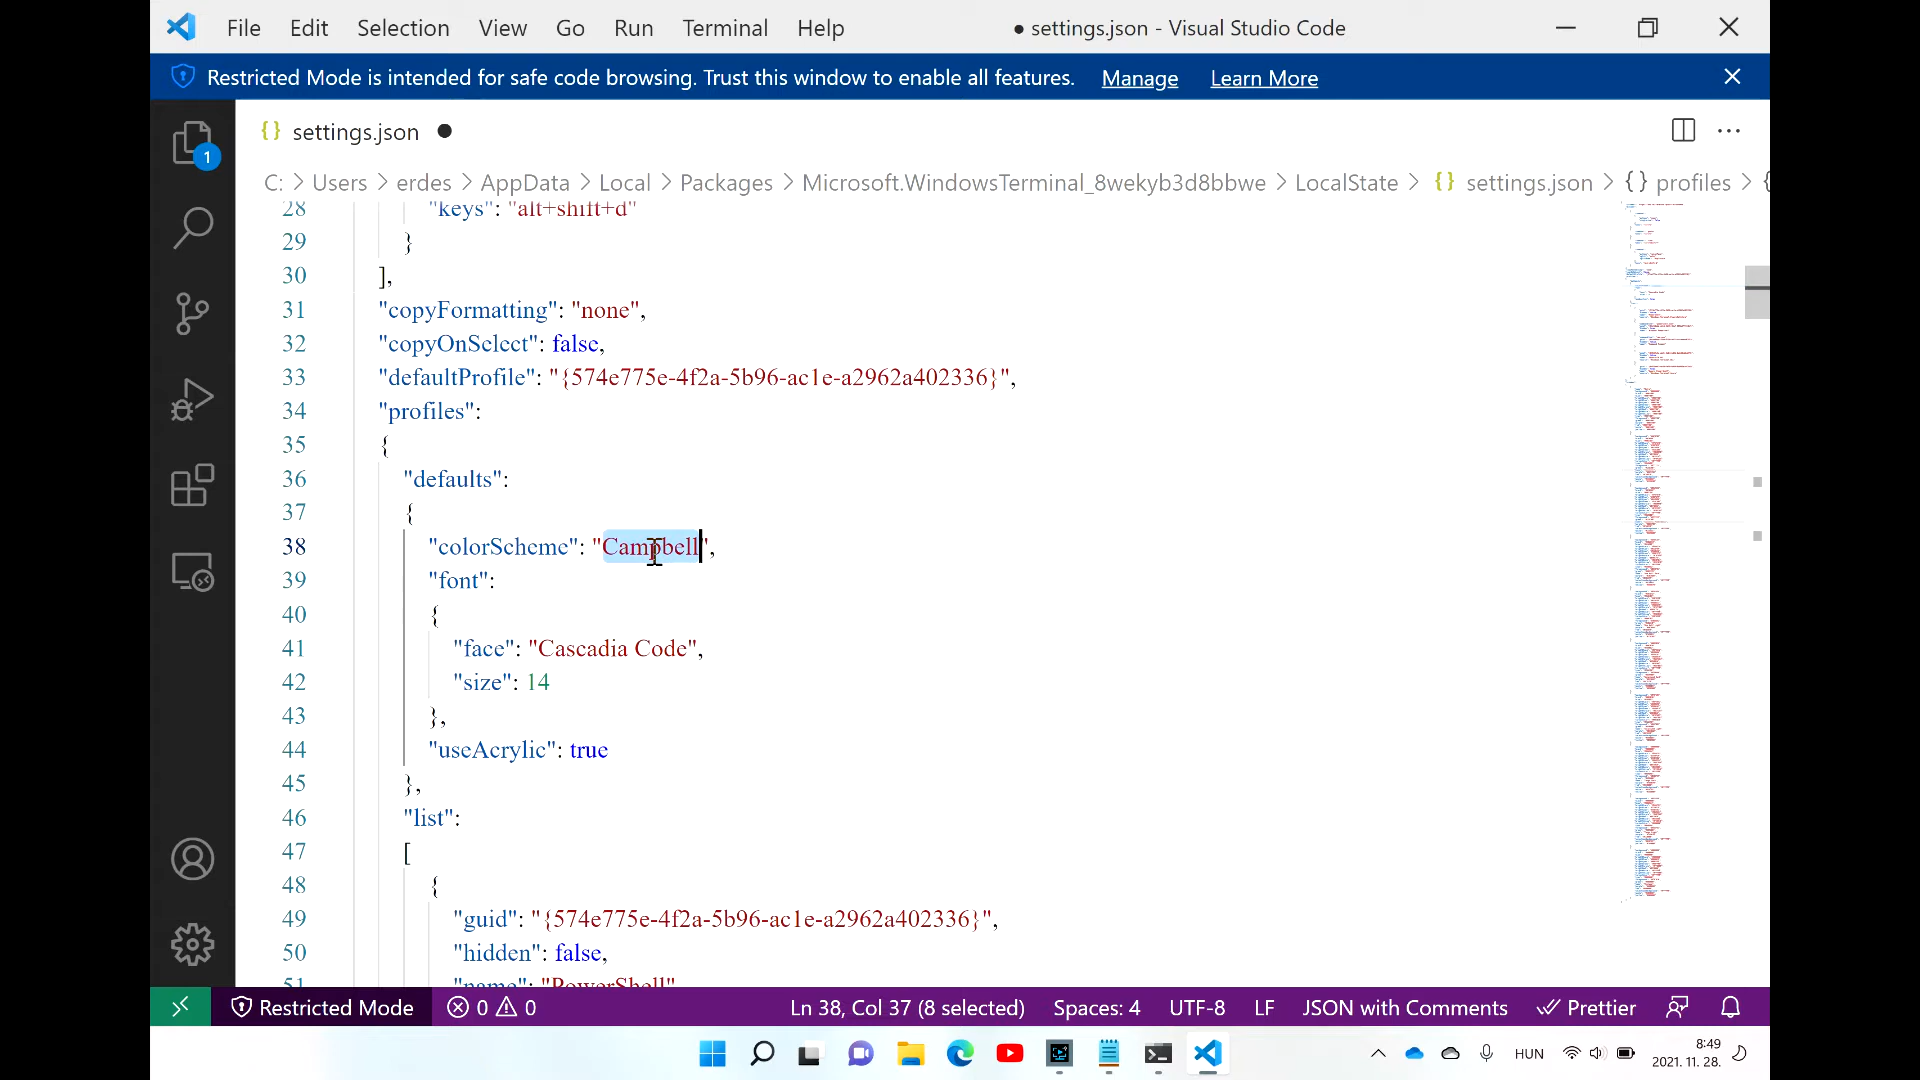 File Edit Selection View Go Run Terminal Help ● settings.json - Visual Studio Code
Restricted Mode is intended for safe code browsing. Trust this window to enable all features. Manage Learn More
{} settings.json ●
1
C: > Users > erdes > AppData > Local > Packages > Microsoft.WindowsTerminal_8wekyb3d8bbwe > LocalState > {} settings.json > {} profiles > {
28 "keys": "alt+shift+d"
29 }
30 ],
31 "copyFormatting": "none",
32 "copyOnSelect": false,
33 "defaultProfile": "{574e775e-4f2a-5b96-ac1e-a2962a402336}",
34 "profiles":
35 {
36 "defaults":
37 {
38 "colorScheme": "Campbell",
39 "font":
40 {
41 "face": "Cascadia Code",
42 "size": 14
43 },
44 "useAcrylic": true
45 },
46 "list":
47 [
48 {
49 "guid": "{574e775e-4f2a-5b96-ac1e-a2962a402336}",
50 "hidden": false,
51 "name": "PowerShell"
Restricted Mode 0 0 Ln 38, Col 37 (8 selected) Spaces: 4 UTF-8 LF JSON with Comments Prettier
HUN 8:49
2021. 11. 28.